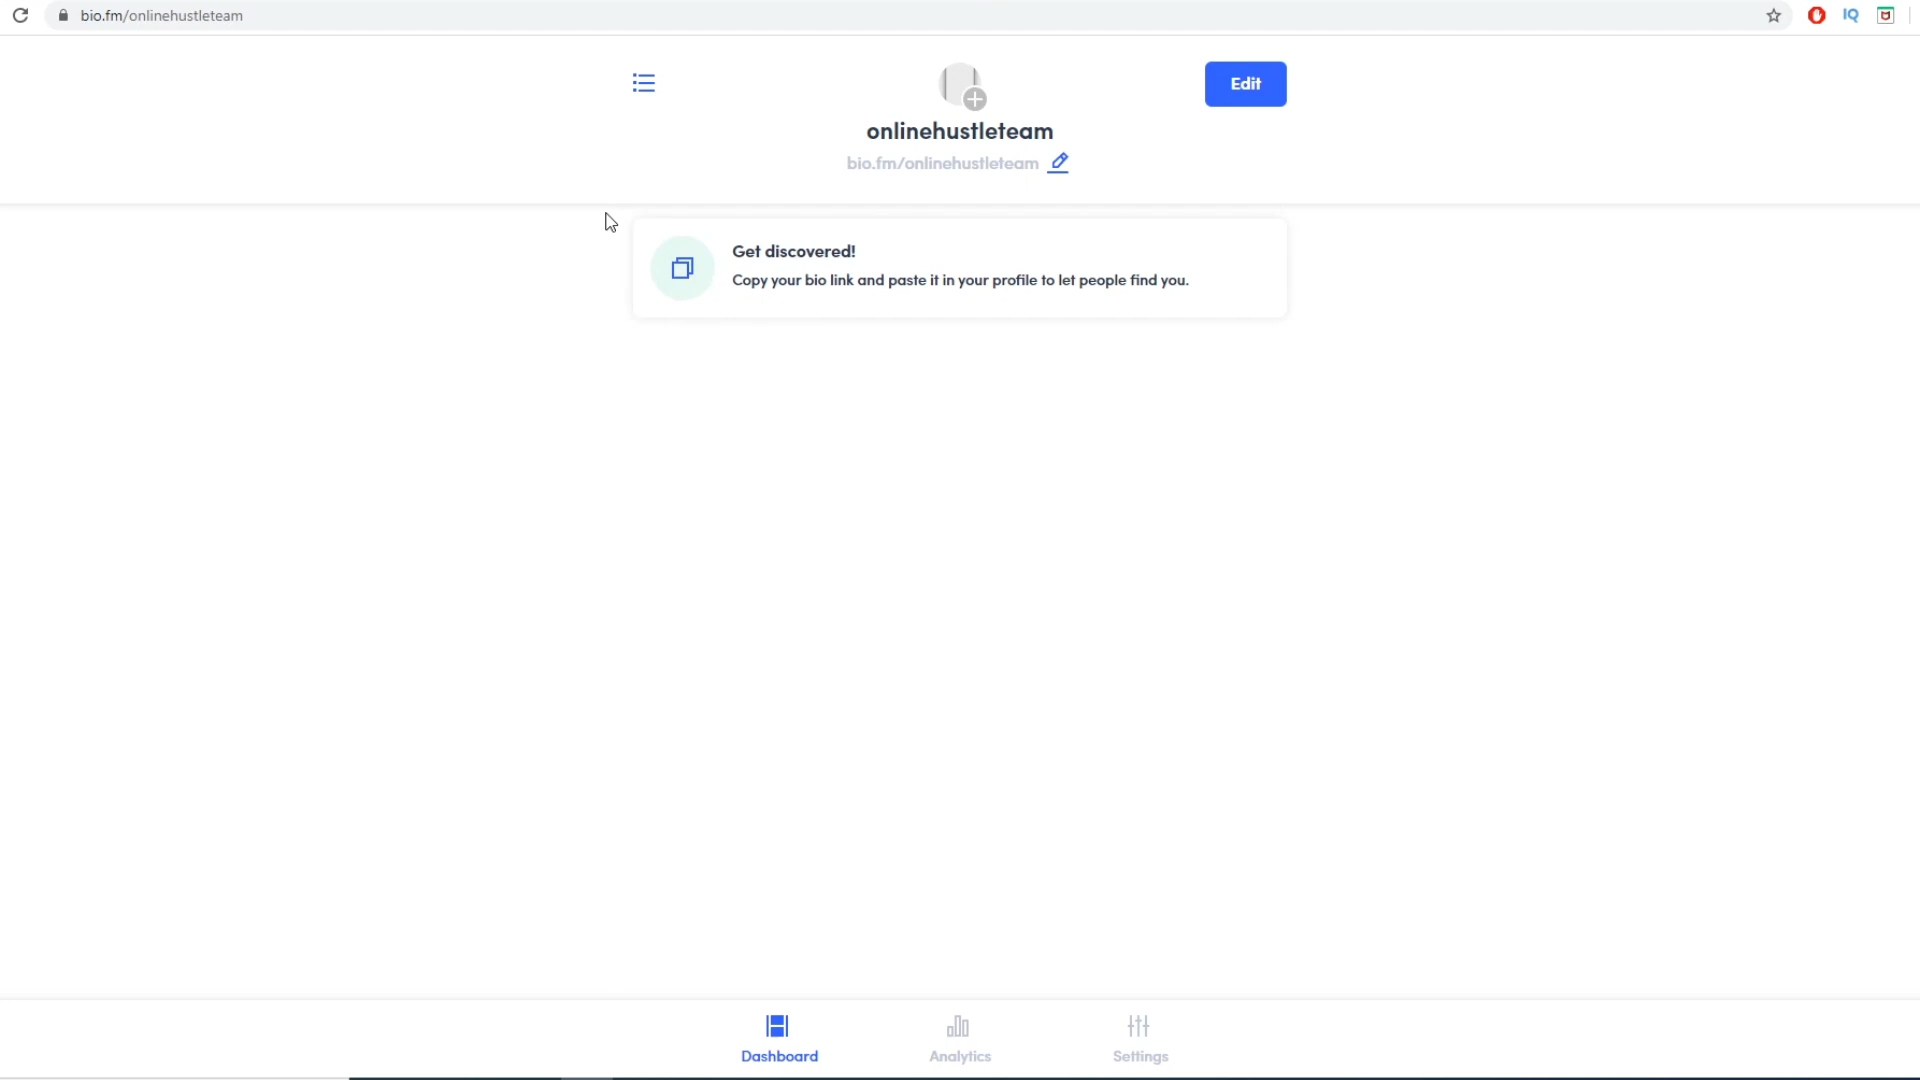 bio.fm/onlinehustleteam
IQ
Edit
onlinehustleteam
bio.fm/onlinehustleteam
Get discovered!
Copy your bio link and paste it in your profile to let people find you.
Dashboard
Analytics
Settings